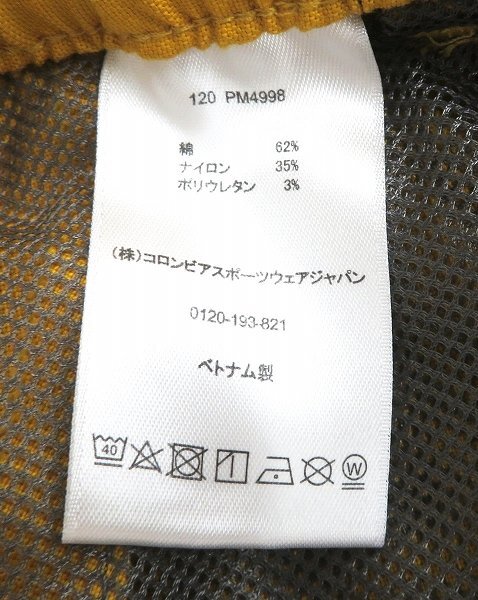 120 PM4998
綿 62%
ナイロン 35%
ポリウレタン 3%
(株)コロンビアスポーツウェアジャパン
0120-193-821
ベトナム製
40 W